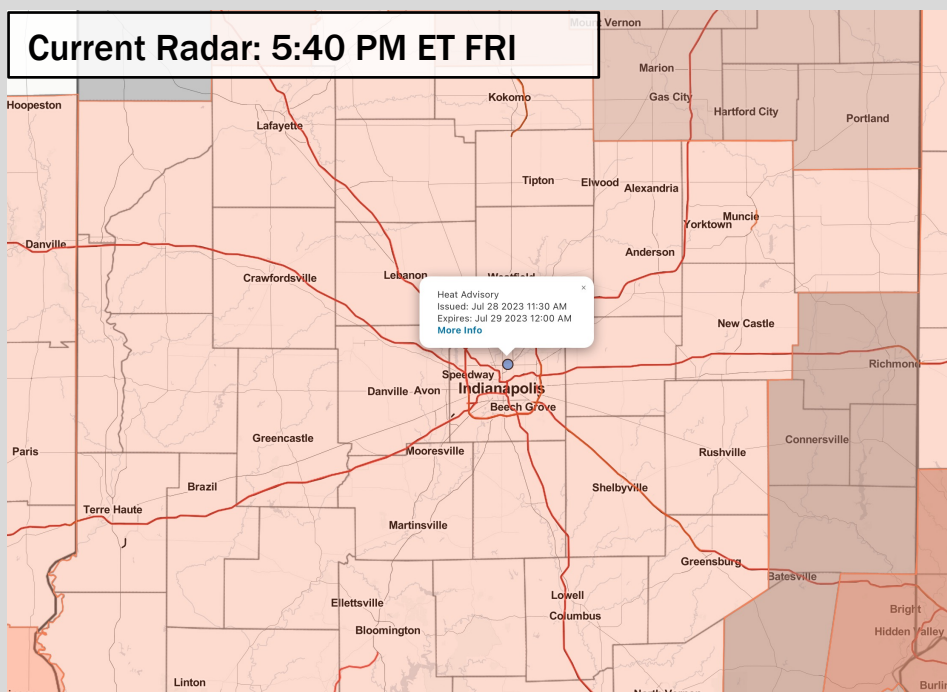 Mount Vernon
Current Radar: 5:40 PM ET FRI
Marion
Hoopeston
Kokomo
Gas City
Hartford City
Portland
Lafayette
Tipton
Elwood
Alexandria
Muncie
Yorktown
Danville
Anderson
Crawfordsville
Lebanon
Westfield
×
Heat Advisory
Issued: Jul 28 2023 11:30 AM
Expires: Jul 29 2023 12:00 AM
More Info
New Castle
Richmond
Speedway
Danville
Avon
Indianapolis
Beech Grove
Greencastle
Connersville
Paris
Mooresville
Rushville
Brazil
Shelbyville
Terre Haute
Martinsville
Greensburg
Batesville
Ellettsville
Lowell
Bright
Columbus
Bloomington
Hidden Valley
Linton
North Vernon